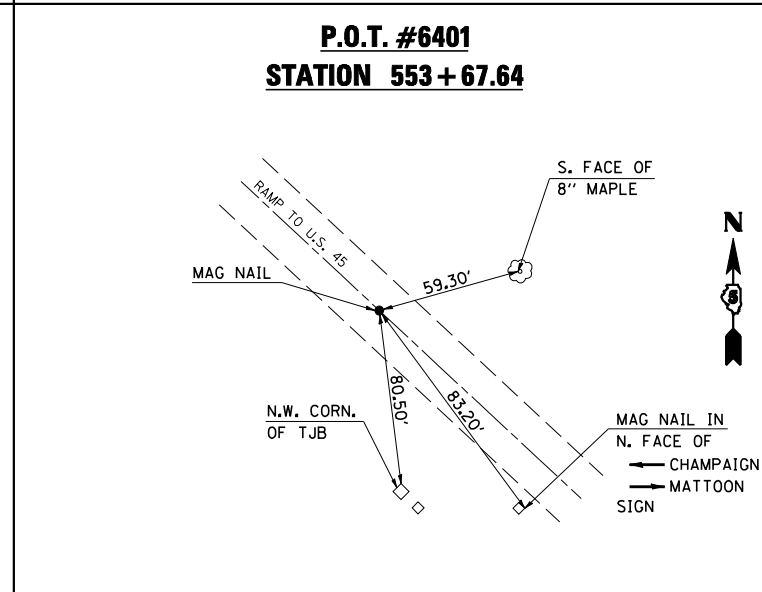 P.O.T. #6401
STATION 553+67.64
S. FACE OF
8" MAPLE
RAMP TO U.S. 45
N
MAG NAIL
59.30'
5
80.50'
83.20'
N.W. CORN.
OF TJB
MAG NAIL IN
N. FACE OF
CHAMPAIGN
MATTOON
SIGN